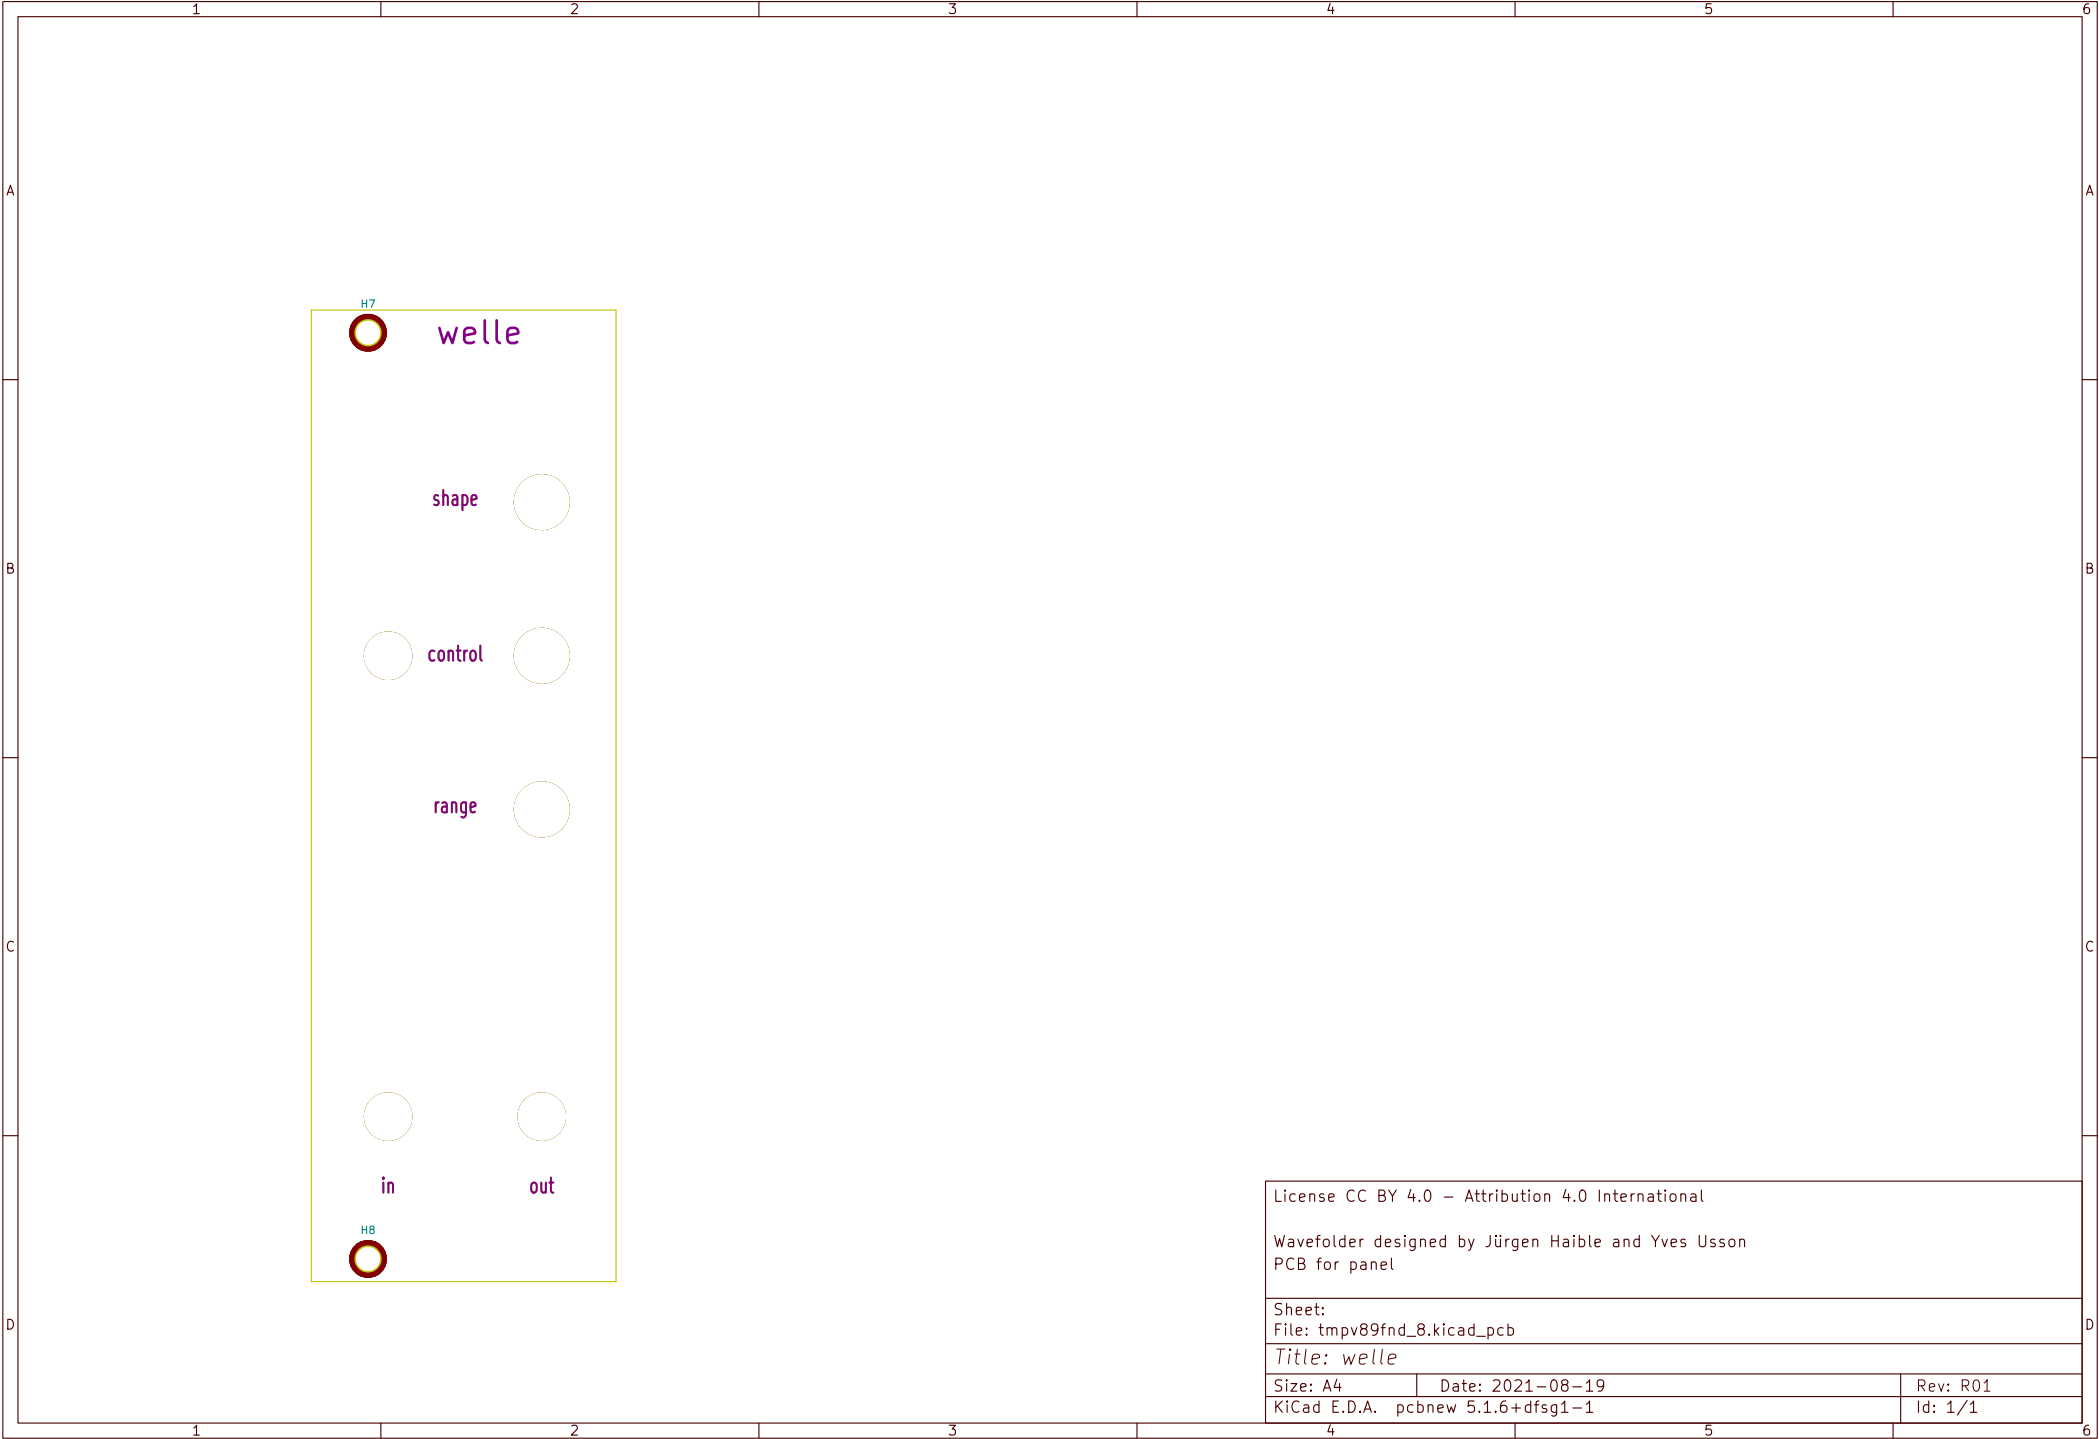 1 2 3 4 5 6
A A
H7
welle
shape
B B
control
range
C C
in out
License CC BY 4.0 – Attribution 4.0 International
H8
Wavefolder designed by Jürgen Haible and Yves Usson
PCB for panel
Sheet:
D D
File: tmpv89fnd_8.kicad_pcb
Title: welle
Size: A4 Date: 2021-08-19 Rev: R01
KiCad E.D.A. pcbnew 5.1.6+dfsg1-1 Id: 1/1
1 2 3 4 5 6